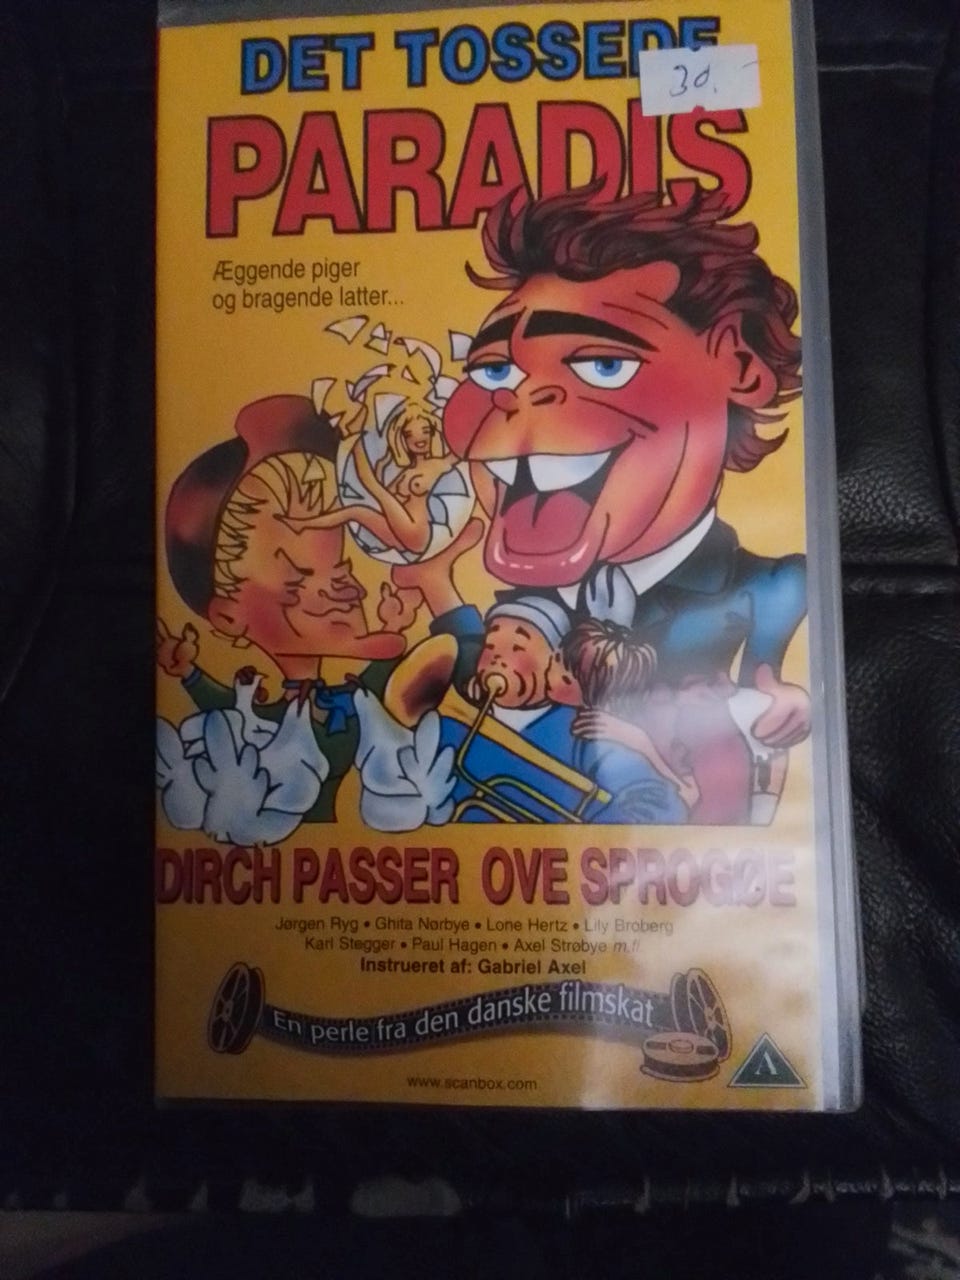 DET TOSSEDE
30.-
PARADIS
Æggende piger
og bragende latter...
DIRCH PASSER OVE SPROGØE
Jørgen Ryg • Ghita Nørbye • Lone Hertz • Lily Broberg
Karl Stegger • Paul Hagen • Axel Strøbye m.fl.
Instrueret af: Gabriel Axel
En perle fra den danske filmskat
www.scanbox.com
A